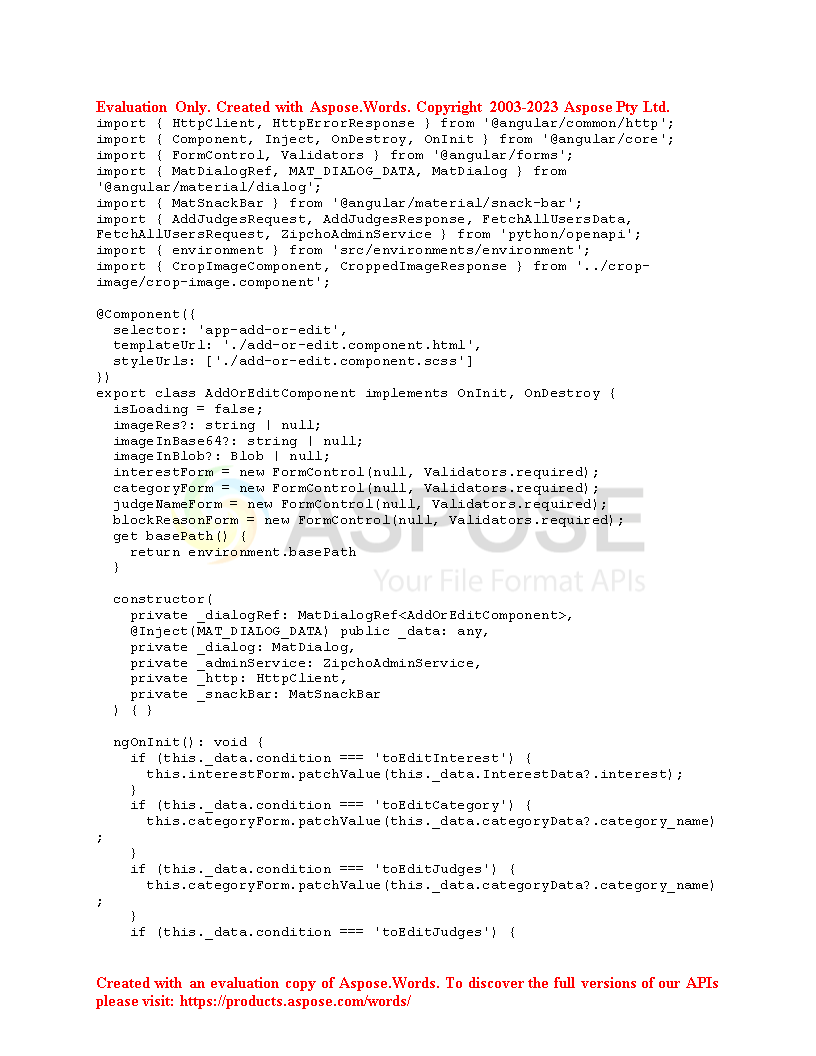 Evaluation Only. Created with Aspose.Words. Copyright 2003-2023 Aspose Pty Ltd.
import { HttpClient, HttpErrorResponse } from '@angular/common/http';
import { Component, Inject, OnDestroy, OnInit } from '@angular/core';
import { FormControl, Validators } from '@angular/forms';
import { MatDialogRef, MAT_DIALOG_DATA, MatDialog } from
'@angular/material/dialog';
import { MatSnackBar } from '@angular/material/snack-bar';
import { AddJudgesRequest, AddJudgesResponse, FetchAllUsersData,
FetchAllUsersRequest, ZipchoAdminService } from 'python/openapi';
import { environment } from 'src/environments/environment';
import { CropImageComponent, CroppedImageResponse } from '../crop-
image/crop-image.component';

@Component({
  selector: 'app-add-or-edit',
  templateUrl: './add-or-edit.component.html',
  styleUrls: ['./add-or-edit.component.scss']
})
export class AddOrEditComponent implements OnInit, OnDestroy {
  isLoading = false;
  imageRes?: string | null;
  imageInBase64?: string | null;
  imageInBlob?: Blob | null;
  interestForm = new FormControl(null, Validators.required);
  categoryForm = new FormControl(null, Validators.required);
  judgeNameForm = new FormControl(null, Validators.required);
  blockReasonForm = new FormControl(null, Validators.required);
  get basePath() {
    return environment.basePath
  }
ASPOSE
Your File Format APIs

  constructor(
    private _dialogRef: MatDialogRef<AddOrEditComponent>,
    @Inject(MAT_DIALOG_DATA) public _data: any,
    private _dialog: MatDialog,
    private _adminService: ZipchoAdminService,
    private _http: HttpClient,
    private _snackBar: MatSnackBar
  ) { }

  ngOnInit(): void {
    if (this._data.condition === 'toEditInterest') {
      this.interestForm.patchValue(this._data.InterestData?.interest);
    }
    if (this._data.condition === 'toEditCategory') {
      this.categoryForm.patchValue(this._data.categoryData?.category_name)
;
    }
    if (this._data.condition === 'toEditJudges') {
      this.categoryForm.patchValue(this._data.categoryData?.category_name)
;
    }
    if (this._data.condition === 'toEditJudges') {

Created with an evaluation copy of Aspose.Words. To discover the full versions of our APIs
please visit: https://products.aspose.com/words/